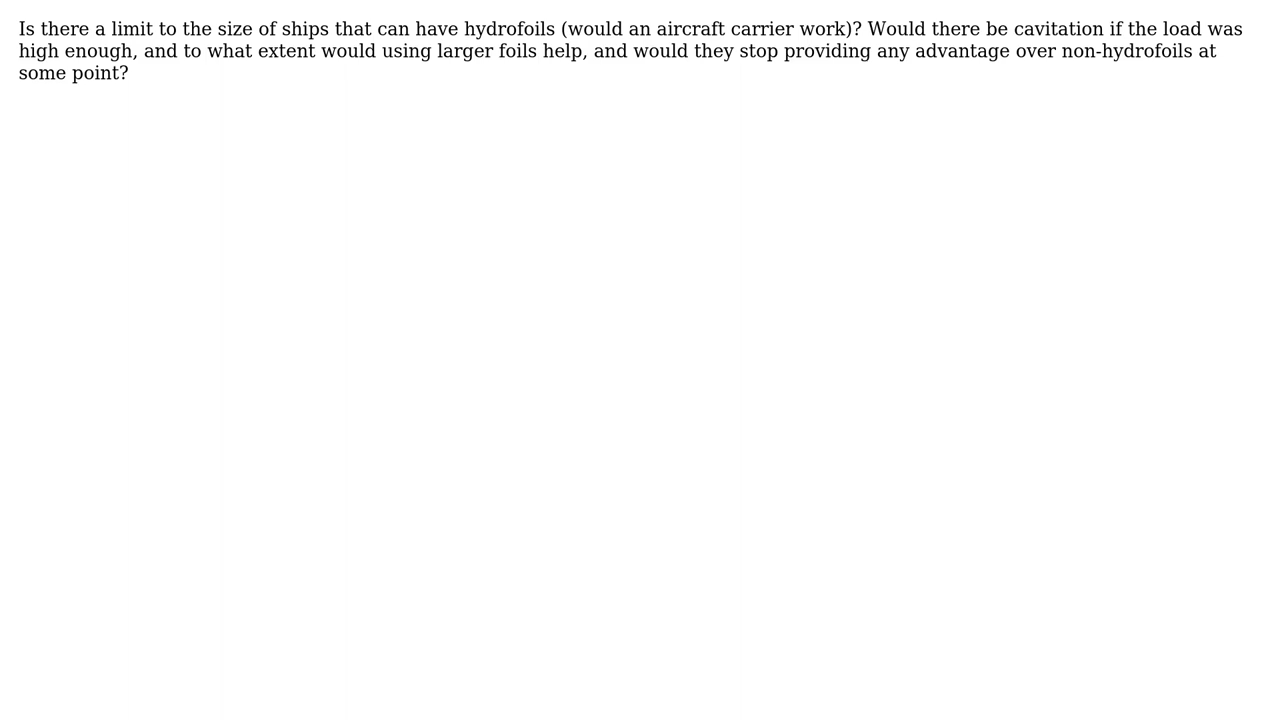 Is there a limit to the size of ships that can have hydrofoils (would an aircraft carrier work)? Would there be cavitation if the load was
high enough, and to what extent would using larger foils help, and would they stop providing any advantage over non-hydrofoils at
some point?